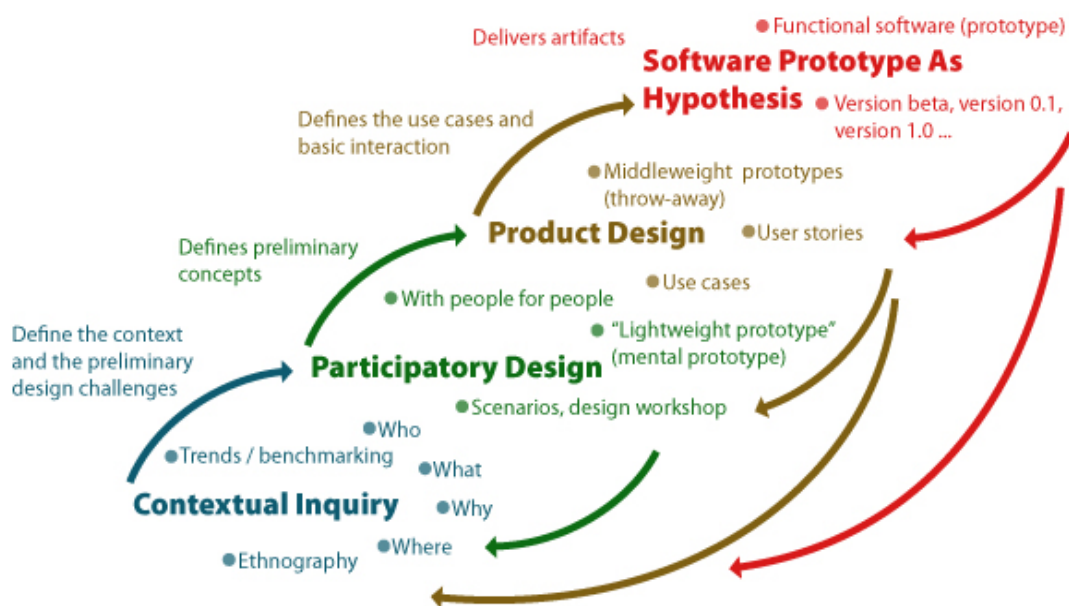 Functional software (prototype)
Delivers artifacts
Software Prototype As
Hypothesis
Version beta, version 0.1,
version 1.0 ...
Defines the use cases and
basic interaction
Middleweight prototypes
(throw-away)
Product Design
User stories
Defines preliminary
concepts
Use cases
With people for people
"Lightweight prototype"
(mental prototype)
Define the context
and the preliminary
design challenges
Participatory Design
Scenarios, design workshop
Who
Trends / benchmarking
What
Contextual Inquiry
Why
Where
Ethnography